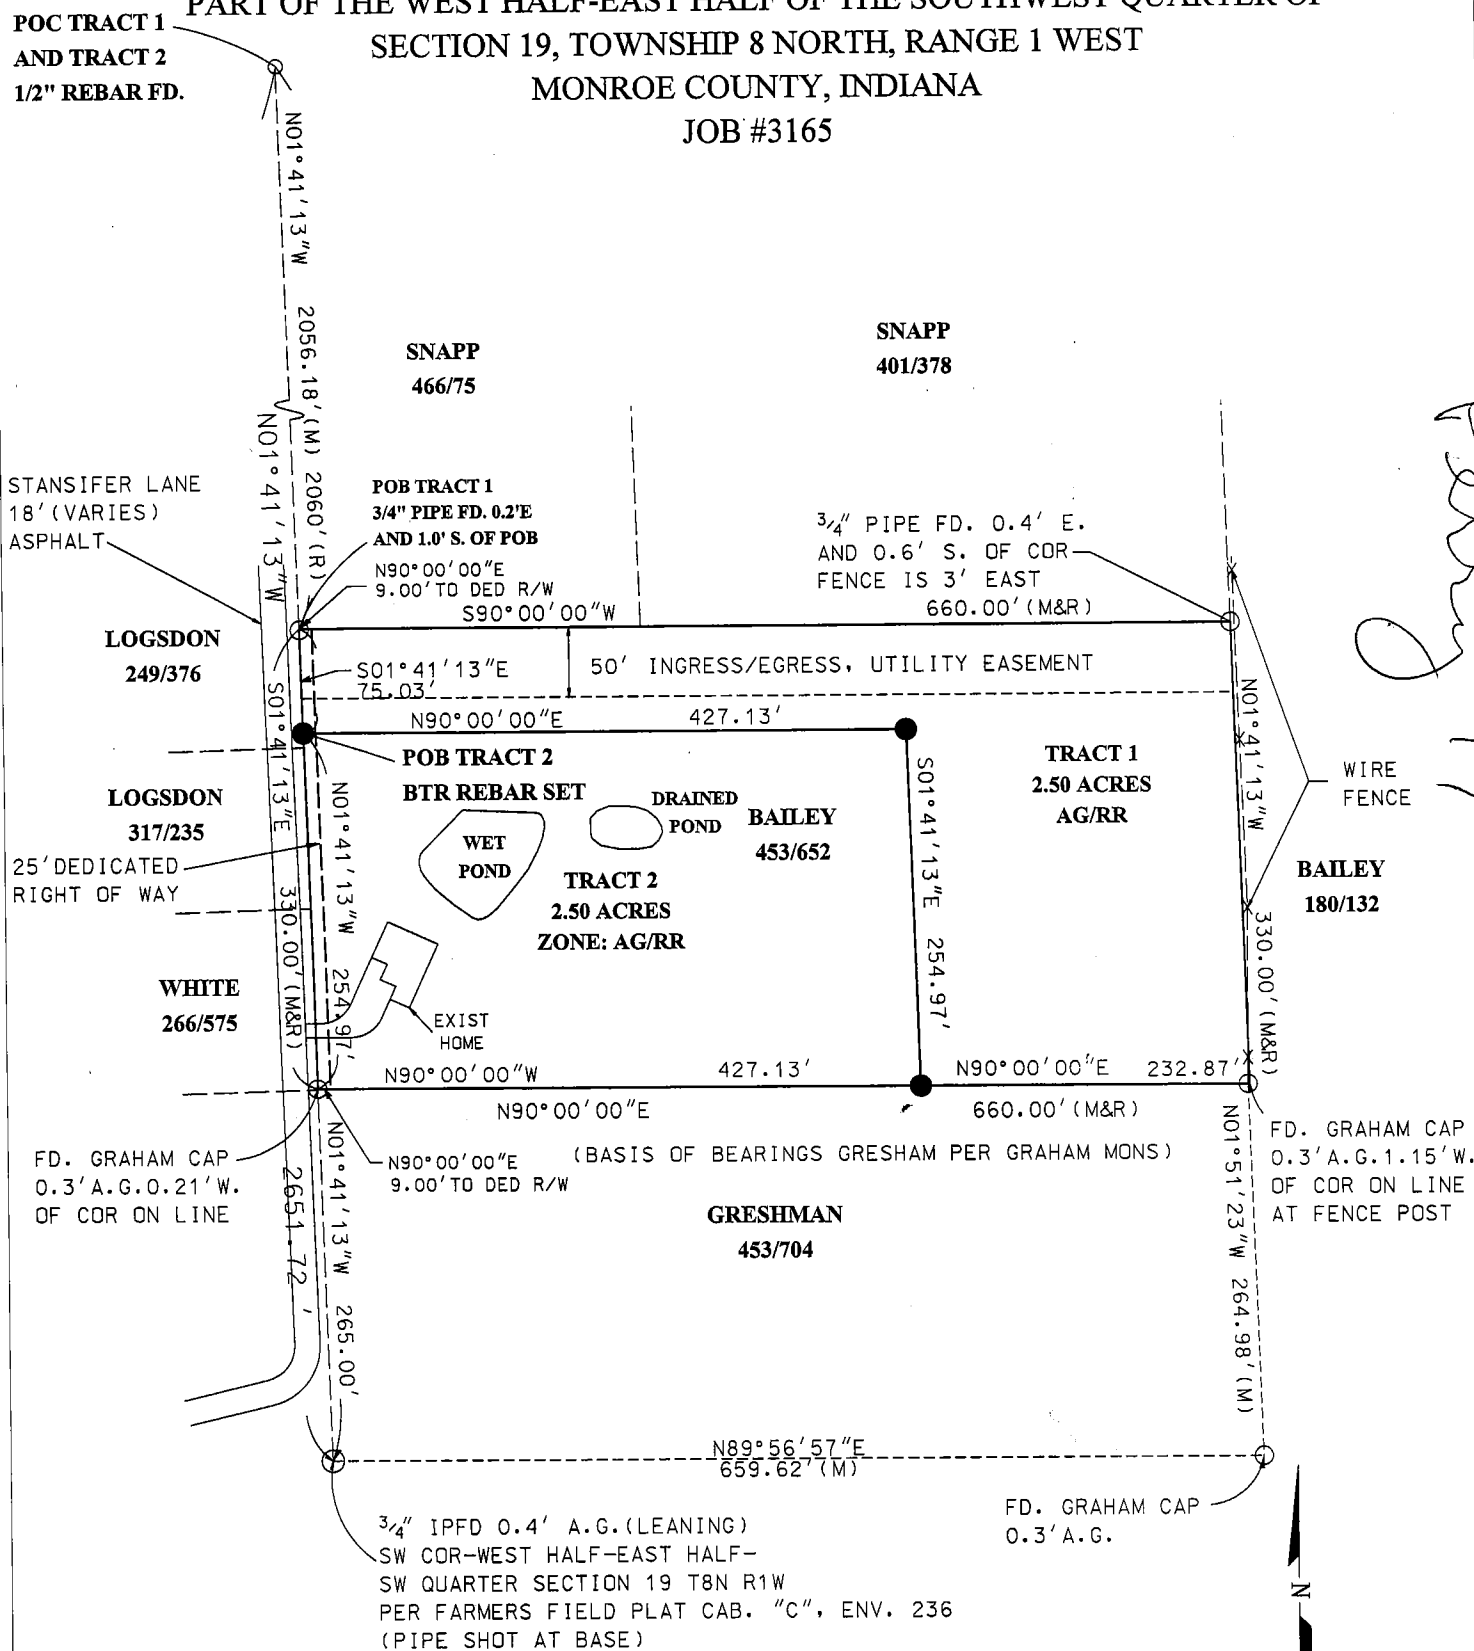 PART OF THE WEST HALF-EAST HALF OF THE SOUTHWEST QUARTER OF
SECTION 19, TOWNSHIP 8 NORTH, RANGE 1 WEST
MONROE COUNTY, INDIANA
JOB #3165
POC TRACT 1
AND TRACT 2
1/2" REBAR FD.
N01°41'13"W 2056.18'(M) 2060'(R)
N01°41'13"W
SNAPP
466/75
SNAPP
401/378
STANSIFER LANE
18'(VARIES)
ASPHALT
POB TRACT 1
3/4" PIPE FD. 0.2'E
AND 1.0' S. OF POB
N90°00'00"E
9.00'TO DED R/W
3/4" PIPE FD. 0.4' E.
AND 0.6' S. OF COR
FENCE IS 3' EAST
S90°00'00"W 660.00'(M&R)
LOGSDON
249/376
S01°41'13"E
75.03'
50' INGRESS/EGRESS, UTILITY EASEMENT
N90°00'00"E 427.13'
POB TRACT 2
BTR REBAR SET
TRACT 1
2.50 ACRES
AG/RR
N01°41'13"W 330.00'(M&R)
WIRE
FENCE
LOGSDON
317/235
S01°41'13"E 330.00'(M&R)
N01°41'13"W 254.97'
WET
POND
DRAINED
POND
BAILEY
453/652
S01°41'13"E 254.97'
25'DEDICATED
RIGHT OF WAY
TRACT 2
2.50 ACRES
ZONE: AG/RR
BAILEY
180/132
WHITE
266/575
EXIST
HOME
N90°00'00"W 427.13'
N90°00'00"E 232.87'
N90°00'00"E 660.00'(M&R)
(BASIS OF BEARINGS GRESHAM PER GRAHAM MONS)
FD. GRAHAM CAP
0.3'A.G.0.21'W.
OF COR ON LINE
2651.72'
N01°41'13"W 265.00'
N90°00'00"E
9.00'TO DED R/W
FD. GRAHAM CAP
0.3'A.G.1.15'W.
OF COR ON LINE
AT FENCE POST
N01°51'23"W 264.98'(M)
GRESHMAN
453/704
N89°56'57"E
659.62'(M)
FD. GRAHAM CAP
0.3'A.G.
3/4" IPFD 0.4' A.G.(LEANING)
SW COR-WEST HALF-EAST HALF-
SW QUARTER SECTION 19 T8N R1W
PER FARMERS FIELD PLAT CAB. "C", ENV. 236
(PIPE SHOT AT BASE)
N